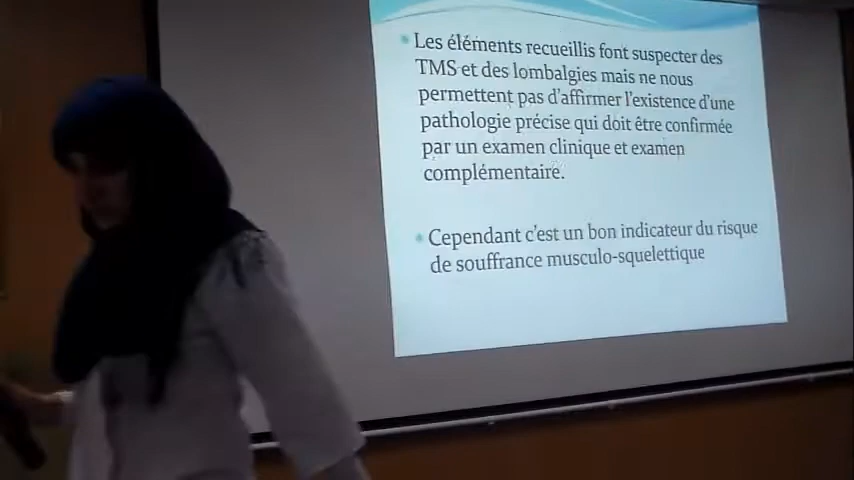 Les éléments recueillis font suspecter des
TMS et des lombalgies mais ne nous
permettent pas d'affirmer l'existence d'une
pathologie précise qui doit être confirmée
par un examen clinique et examen
complémentaire.
Cependant c'est un bon indicateur du risque
de souffrance musculo-squelettique